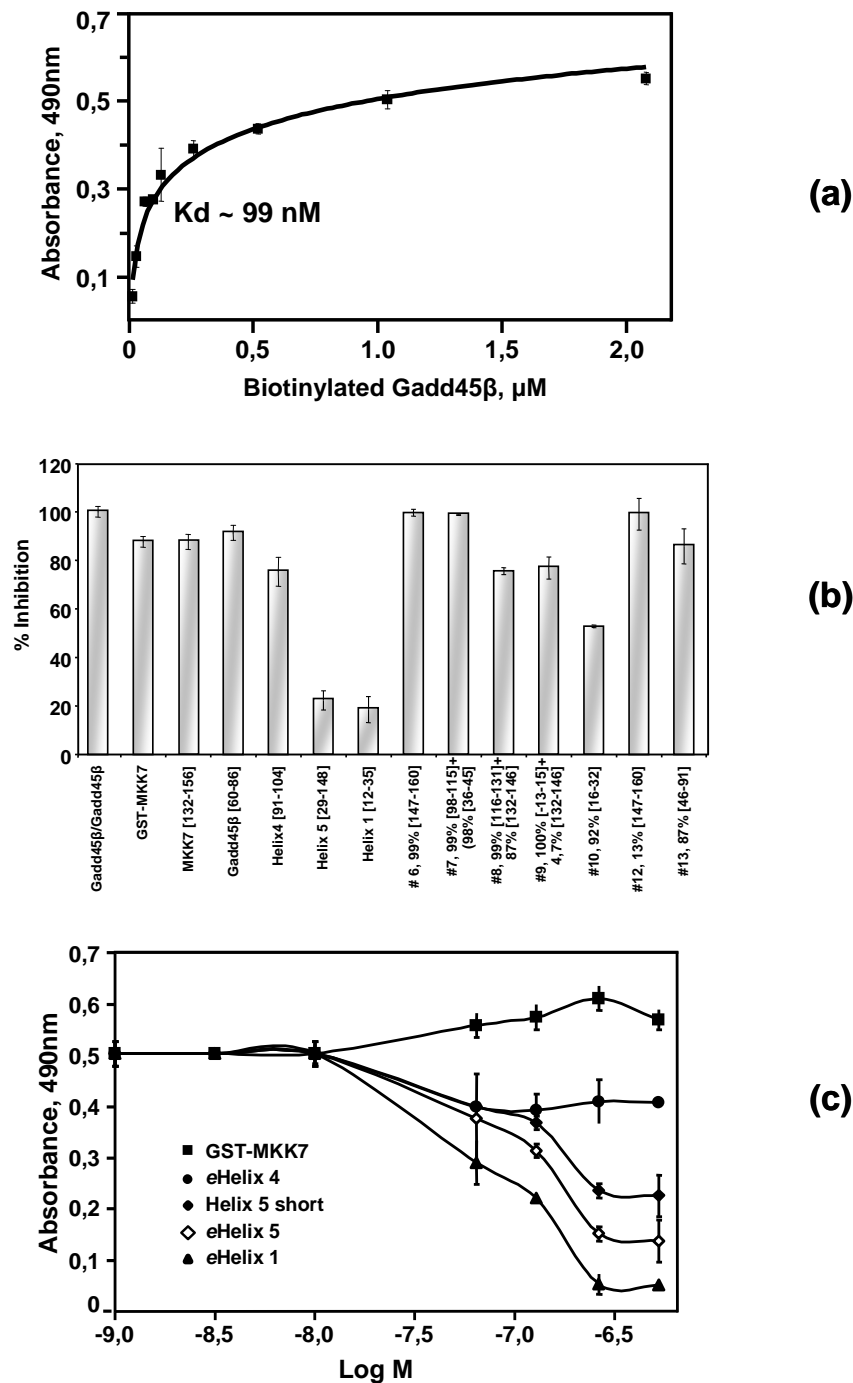 0,7
0,5
0,3
0,1
Absorbance, 490nm
Kd ~ 99 nM
0
0,5
1.0
1,5
2,0
Biotinylated Gadd45β, µM
(a)
120
100
80
60
40
20
0
% Inhibition
Gadd45β/Gadd45β
GST-MKK7
MKK7 [132-156]
Gadd45β [60-86]
Helix4 [91-104]
Helix 5 [29-148]
Helix 1 [12-35]
# 6, 99% [147-160]
#7, 99% [98-115]+
(98% [36-45]
#8, 99% [116-131]+
87% [132-146]
#9, 100% [-13-15]+
4,7% [132-146]
#10, 92% [16-32]
#12, 13% [147-160]
#13, 87% [46-91]
(b)
0,7
0,6
0,5
0,4
0,3
0,2
0,1
0
Absorbance, 490nm
GST-MKK7
eHelix 4
Helix 5 short
eHelix 5
eHelix 1
-9,0
-8,5
-8,0
-7,5
-7,0
-6,5
Log M
(c)